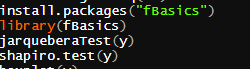 install.packages("fBasics")
library(fBasics)
jarqueberaTest(y)
shapiro.test(y)